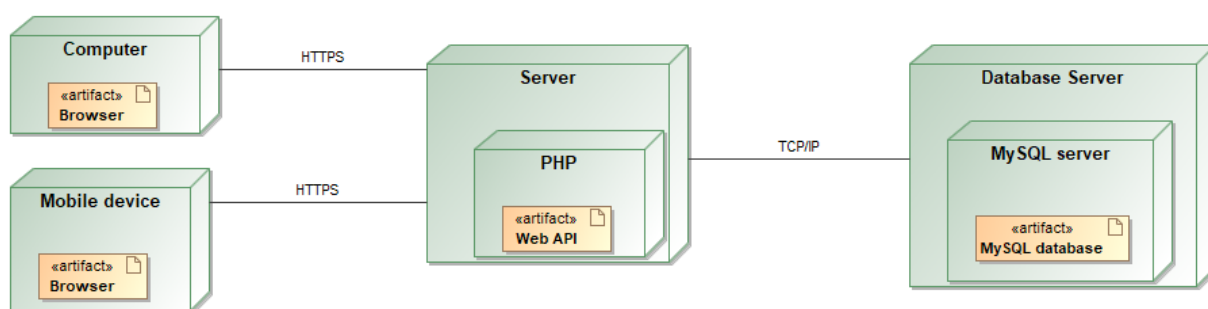 Computer
«artifact»
Browser
HTTPS
Mobile device
«artifact»
Browser
HTTPS
Server
PHP
«artifact»
Web API
TCP/IP
Database Server
MySQL server
«artifact»
MySQL database